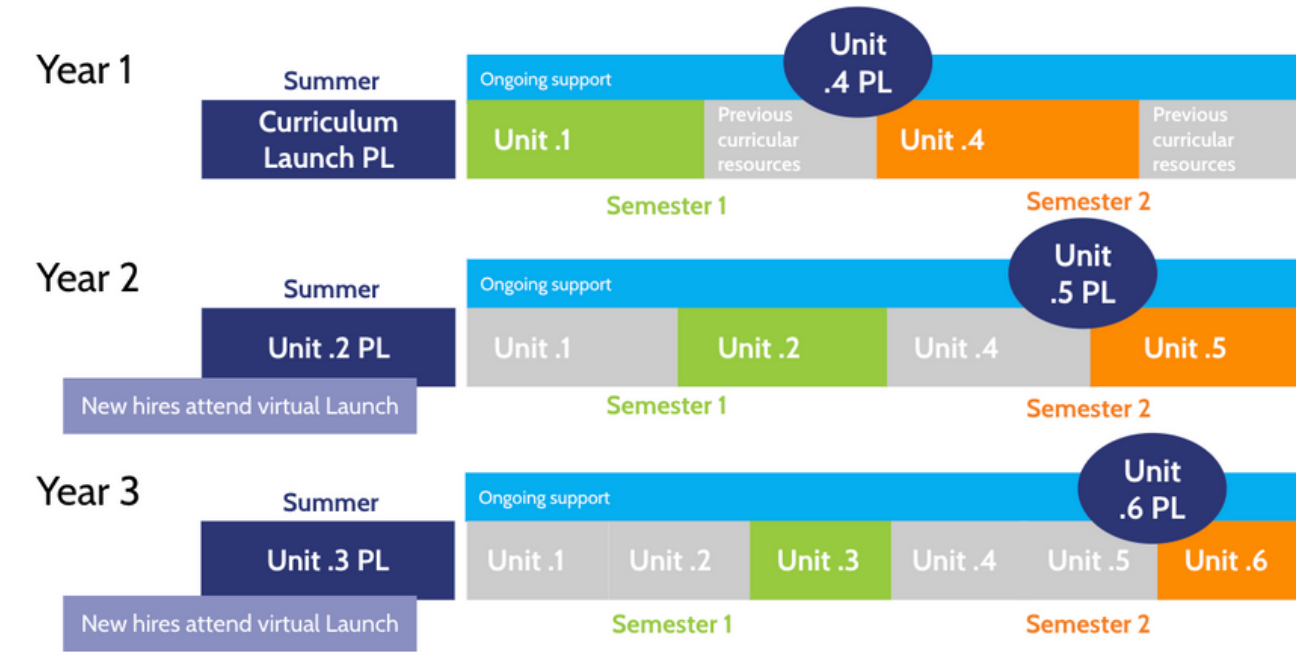 Year 1
Summer
Curriculum
Launch PL
Ongoing support
Unit
.4 PL
Unit .1
Previous
curricular
resources
Unit .4
Previous
curricular
resources
Semester 1
Semester 2
Year 2
Summer
Unit .2 PL
New hires attend virtual Launch
Ongoing support
Unit
.5 PL
Unit .1
Unit .2
Unit .4
Unit .5
Semester 1
Semester 2
Year 3
Summer
Unit .3 PL
New hires attend virtual Launch
Ongoing support
Unit
.6 PL
Unit .1
Unit .2
Unit .3
Unit .4
Unit .5
Unit .6
Semester 1
Semester 2